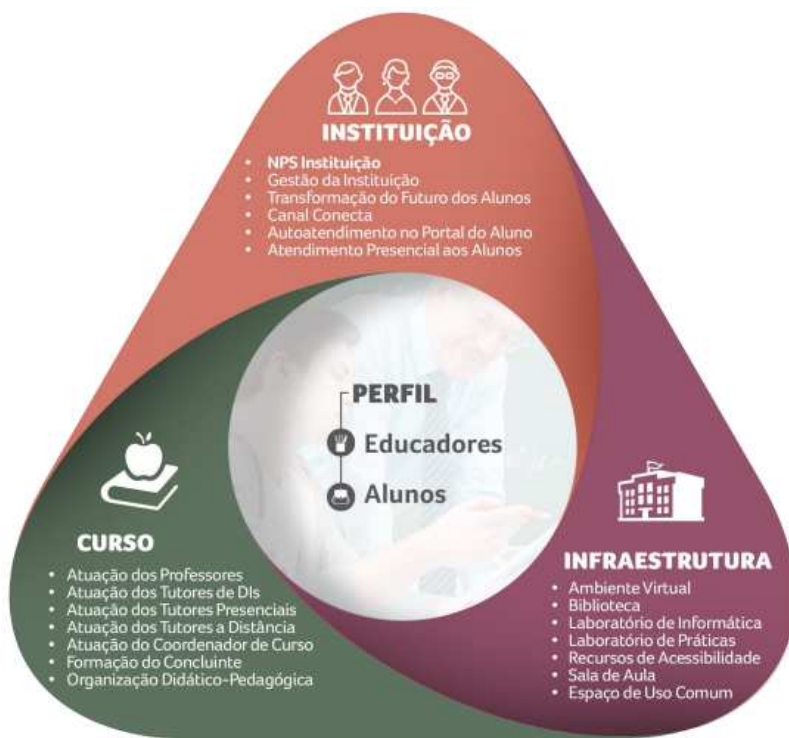 INSTITUIÇÃO
• NPS Instituição
• Gestão da Instituição
• Transformação do Futuro dos Alunos
• Canal Conecta
• Autoatendimento no Portal do Aluno
• Atendimento Presencial aos Alunos
PERFIL
Educadores
Alunos
CURSO
• Atuação dos Professores
• Atuação dos Tutores de DIs
• Atuação dos Tutores Presenciais
• Atuação dos Tutores a Distância
• Atuação do Coordenador de Curso
• Formação do Concluinte
• Organização Didático-Pedagógica
INFRAESTRUTURA
• Ambiente Virtual
• Biblioteca
• Laboratório de Informática
• Laboratório de Práticas
• Recursos de Acessibilidade
• Sala de Aula
• Espaço de Uso Comum